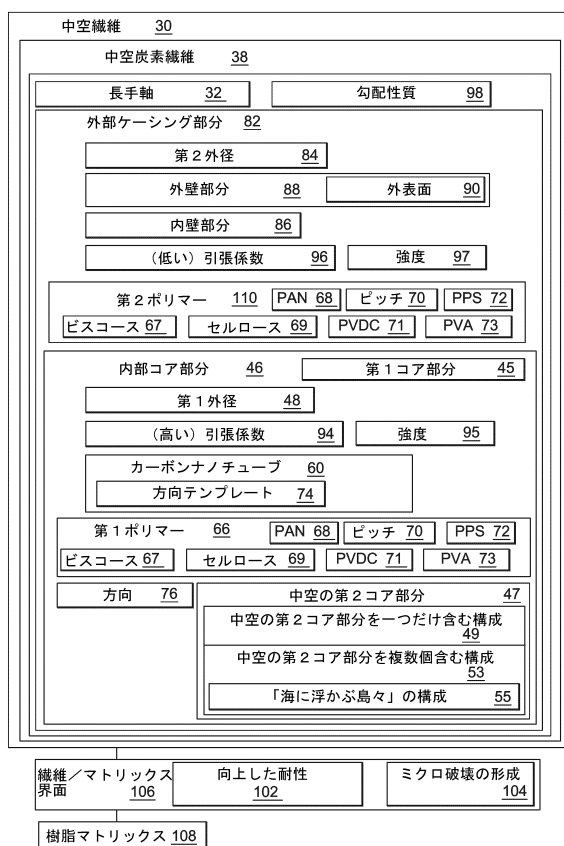 中空繊維 30
中空炭素繊維 38
長手軸 32 勾配性質 98
外部ケーシング部分 82
第2外径 84
外壁部分 88 外表面 90
内壁部分 86
(低い)引張係数 96 強度 97
第2ポリマー 110 PAN 68 ピッチ 70 PPS 72
ビスコース 67 セルロース 69 PVDC 71 PVA 73
内部コア部分 46 第1コア部分 45
第1外径 48
(高い)引張係数 94 強度 95
カーボンナノチューブ 60
方向テンプレート 74
第1ポリマー 66 PAN 68 ピッチ 70 PPS 72
ビスコース 67 セルロース 69 PVDC 71 PVA 73
方向 76 中空の第2コア部分 47
中空の第2コア部分を一つだけ含む構成
49
中空の第2コア部分を複数個含む構成
53
「海に浮かぶ島々」の構成 55
繊維/マトリックス
界面 106
向上した耐性
102
ミクロ破壊の形成
104
樹脂マトリックス 108